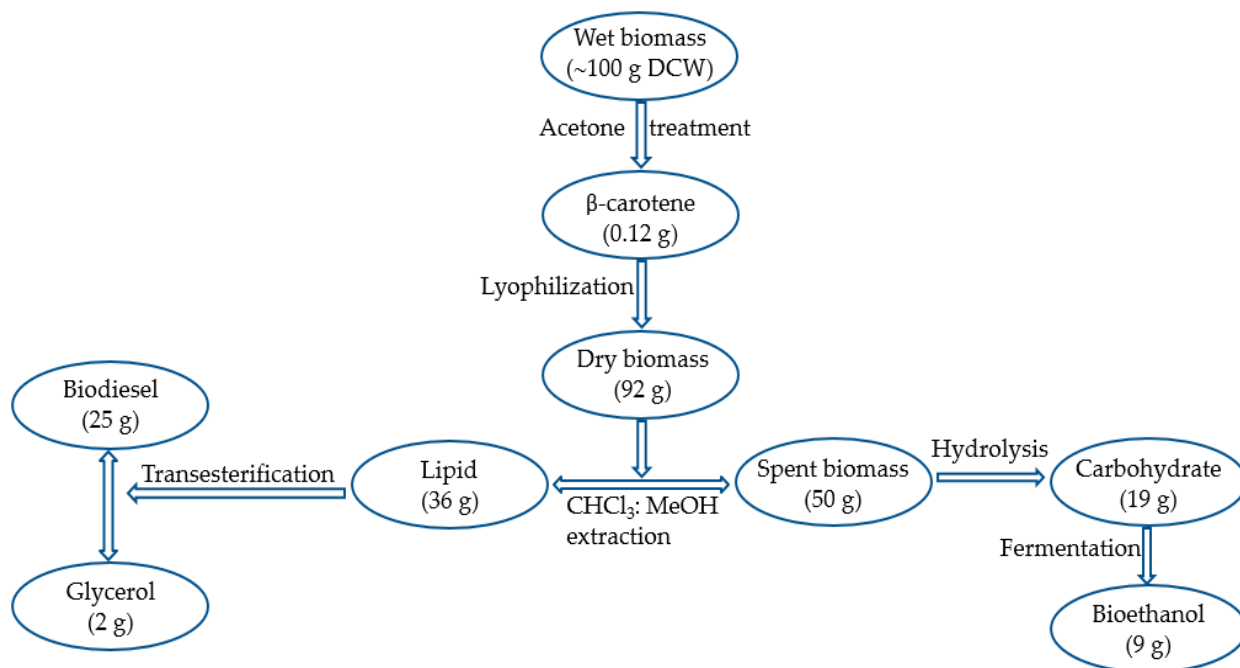 Wet biomass
(~100 g DCW)
Acetone treatment
β-carotene
(0.12 g)
Lyophilization
Dry biomass
(92 g)
Biodiesel
(25 g)
Transesterification
Lipid
(36 g)
CHCl₃: MeOH
extraction
Spent biomass
(50 g)
Hydrolysis
Carbohydrate
(19 g)
Fermentation
Glycerol
(2 g)
Bioethanol
(9 g)